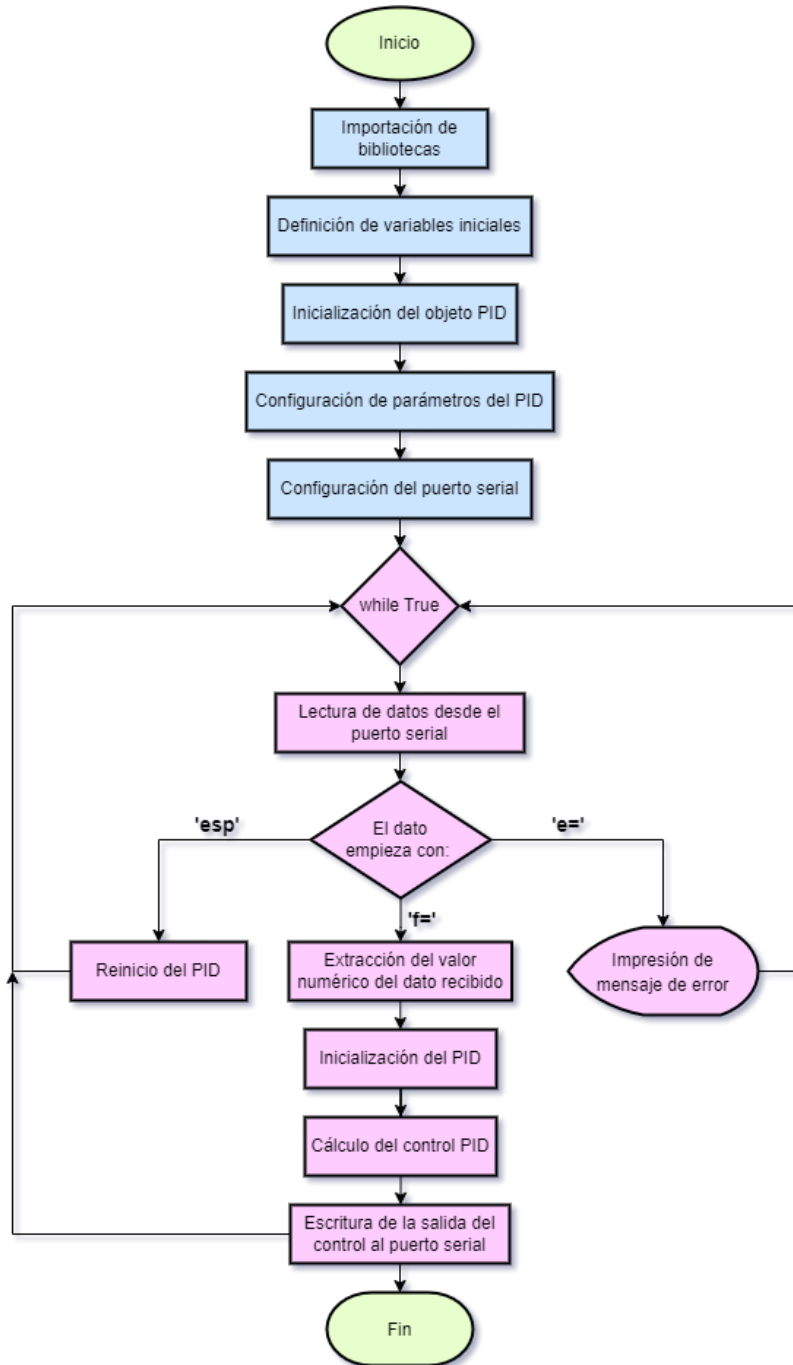 Inicio
Importación de
bibliotecas
Definición de variables iniciales
Inicialización del objeto PID
Configuración de parámetros del PID
Configuración del puerto serial
while True
Lectura de datos desde el
puerto serial
El dato
empieza con:
'esp'
'e='
'f='
Reinicio del PID
Extracción del valor
numérico del dato recibido
Impresión de
mensaje de error
Inicialización del PID
Cálculo del control PID
Escritura de la salida del
control al puerto serial
Fin